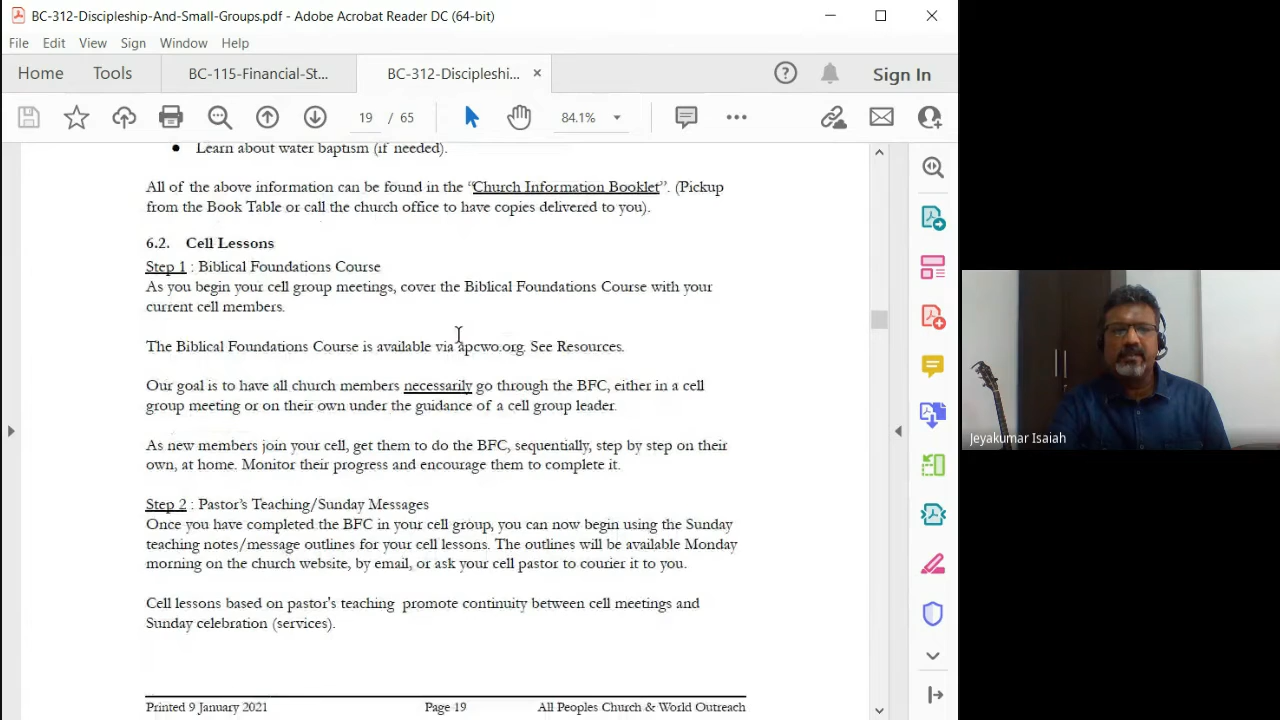 BC-312-Discipleship-And-Small-Groups.pdf - Adobe Acrobat Reader DC (64-bit)
File Edit View Sign Window Help
Home Tools BC-115-Financial-St... BC-312-Discipleshi... Sign In
19 / 65 84.1%
● Learn about water baptism (if needed).
All of the above information can be found in the “Church Information Booklet”. (Pickup
from the Book Table or call the church office to have copies delivered to you).
6.2. Cell Lessons
Step 1 : Biblical Foundations Course
As you begin your cell group meetings, cover the Biblical Foundations Course with your
current cell members.
The Biblical Foundations Course is available via apcwo.org. See Resources.
Our goal is to have all church members necessarily go through the BFC, either in a cell
group meeting or on their own under the guidance of a cell group leader.
As new members join your cell, get them to do the BFC, sequentially, step by step on their
own, at home. Monitor their progress and encourage them to complete it.
Step 2 : Pastor's Teaching/Sunday Messages
Once you have completed the BFC in your cell group, you can now begin using the Sunday
teaching notes/message outlines for your cell lessons. The outlines will be available Monday
morning on the church website, by email, or ask your cell pastor to courier it to you.
Cell lessons based on pastor's teaching promote continuity between cell meetings and
Sunday celebration (services).
Printed 9 January 2021 Page 19 All Peoples Church & World Outreach
Jeyakumar Isaiah